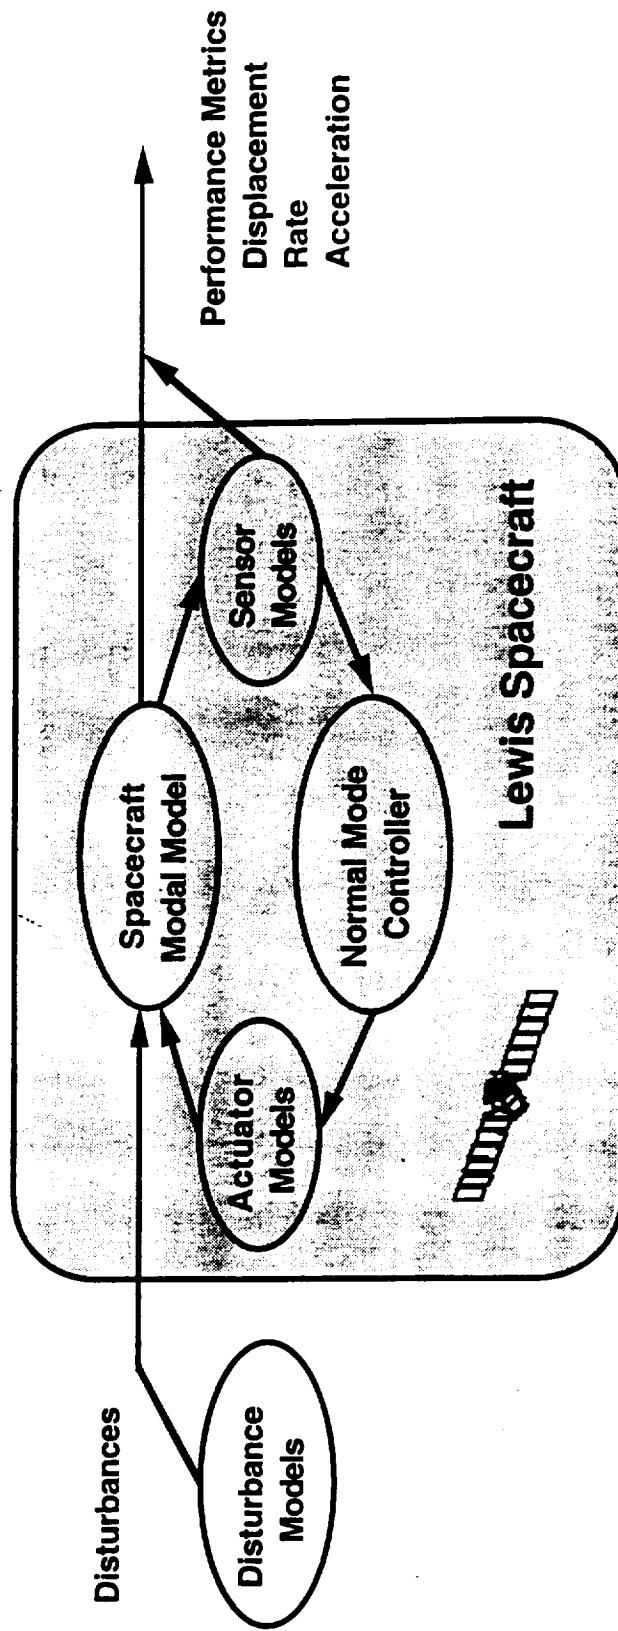 Disturbances
Disturbance
Models
Spacecraft
Modal Model
Actuator
Models
Sensor
Models
Normal Mode
Controller
Lewis Spacecraft
Performance Metrics
Displacement
Rate
Acceleration